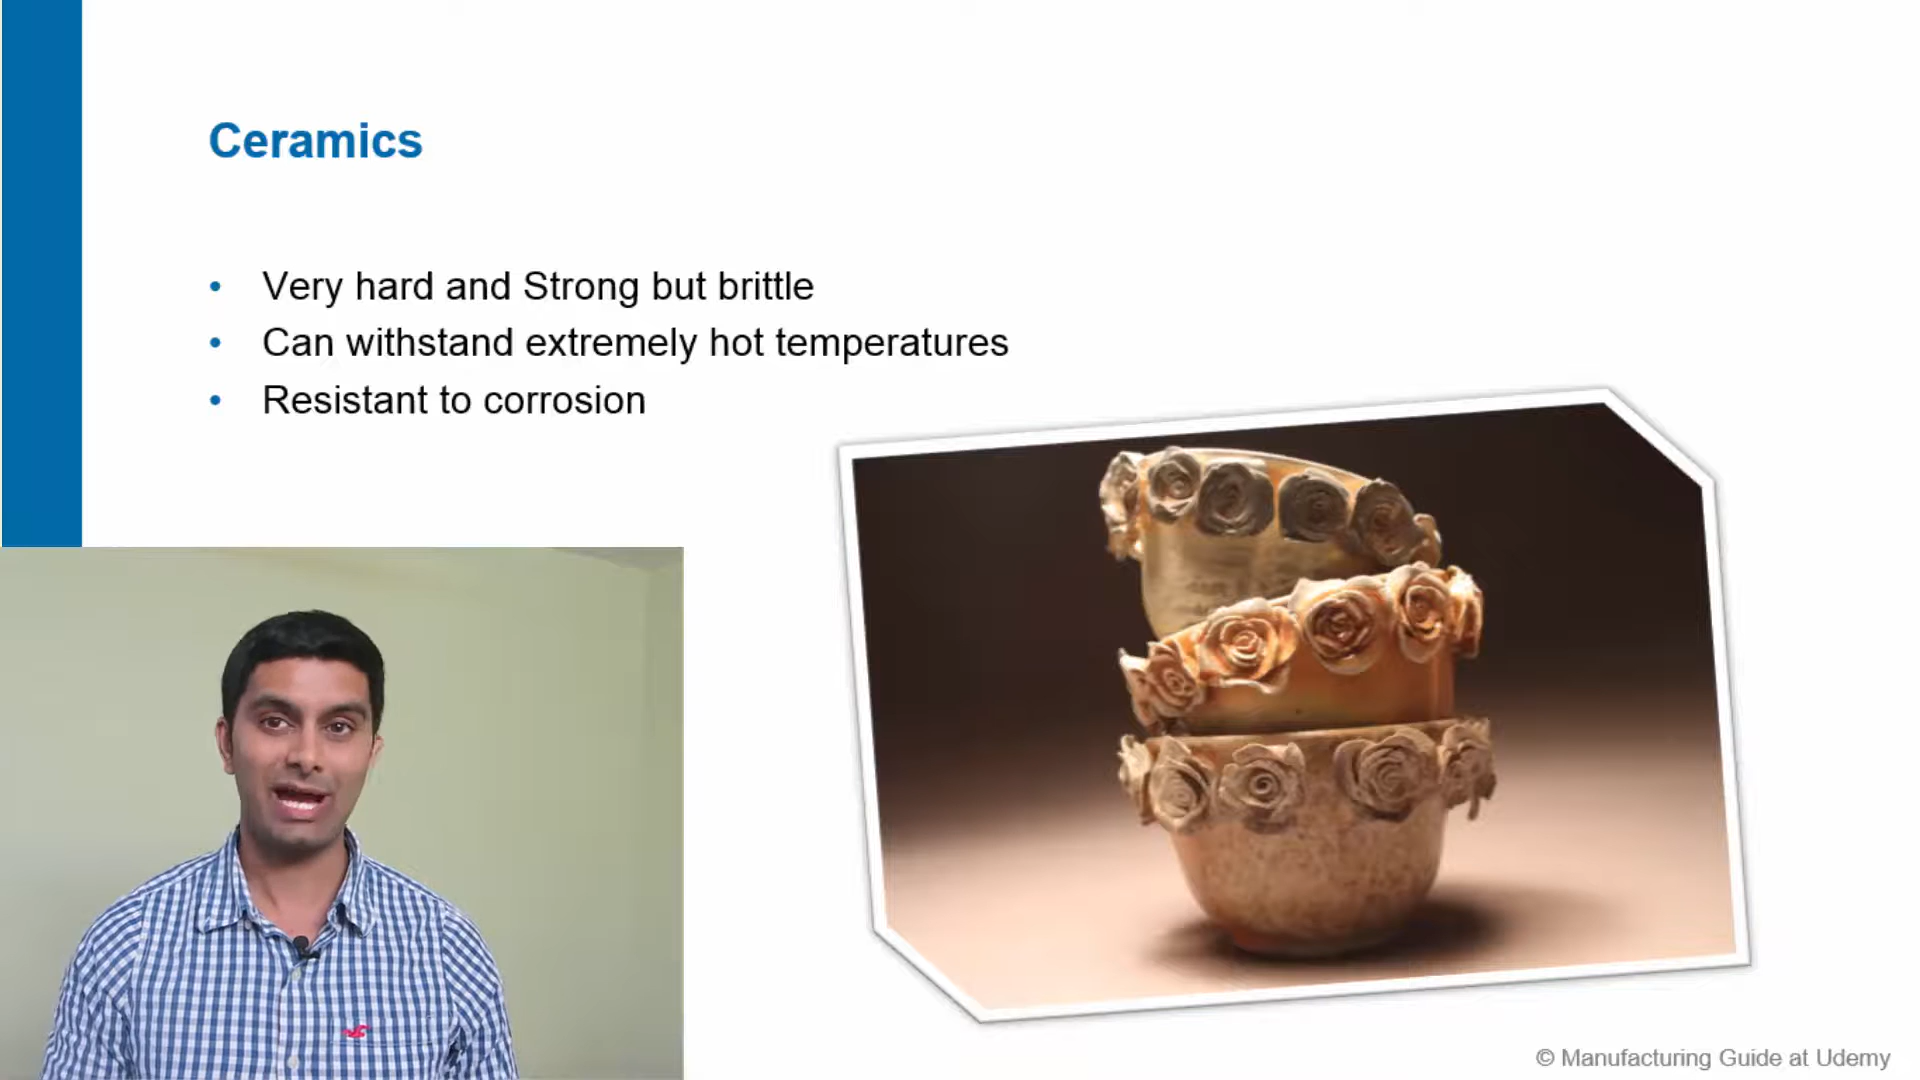 Ceramics
• Very hard and Strong but brittle
• Can withstand extremely hot temperatures
• Resistant to corrosion
© Manufacturing Guide at Udemy